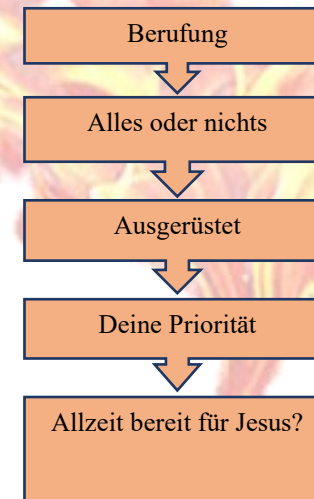 Berufung
Alles oder nichts
Ausgerüstet
Deine Priorität
Allzeit bereit für Jesus?